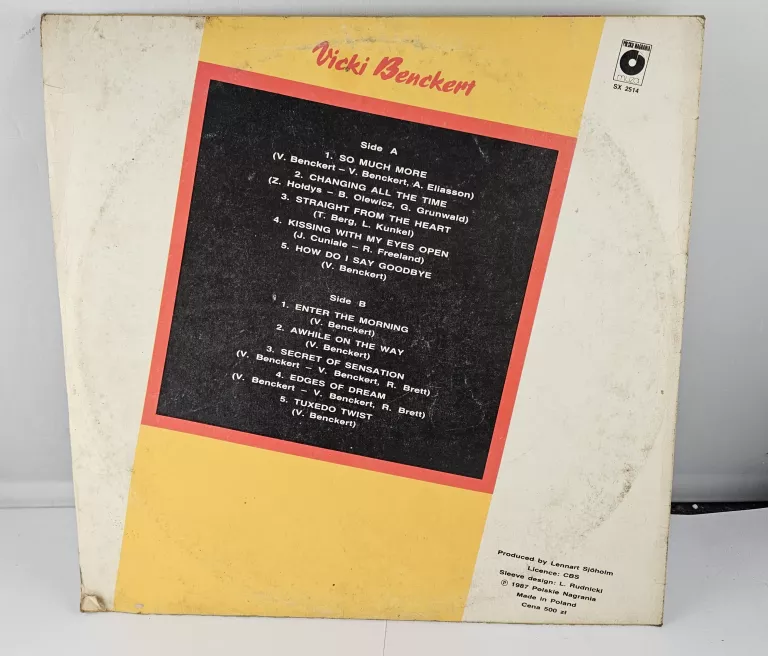 Vicki Benckert
POLSKIE NAGRANIA
muza
SX 2514
Side A
1. SO MUCH MORE
(V. Benckert – V. Benckert, A. Eliasson)
2. CHANGING ALL THE TIME
(Z. Hołdys – B. Olewicz, G. Grunwald)
3. STRAIGHT FROM THE HEART
(T. Berg, L. Kunkel)
4. KISSING WITH MY EYES OPEN
(J. Cuniale – R. Freeland)
5. HOW DO I SAY GOODBYE
(V. Benckert)
Side B
1. ENTER THE MORNING
(V. Benckert)
2. AWHILE ON THE WAY
(V. Benckert)
3. SECRET OF SENSATION
(V. Benckert – V. Benckert, R. Brett)
4. EDGES OF DREAM
(V. Benckert – V. Benckert, R. Brett)
5. TUXEDO TWIST
(V. Benckert)
Produced by Lennart Sjöholm
Licence: CBS
Sleeve design: L. Rudnicki
℗ 1987 Polskie Nagrania
Made in Poland
Cena 500 zł